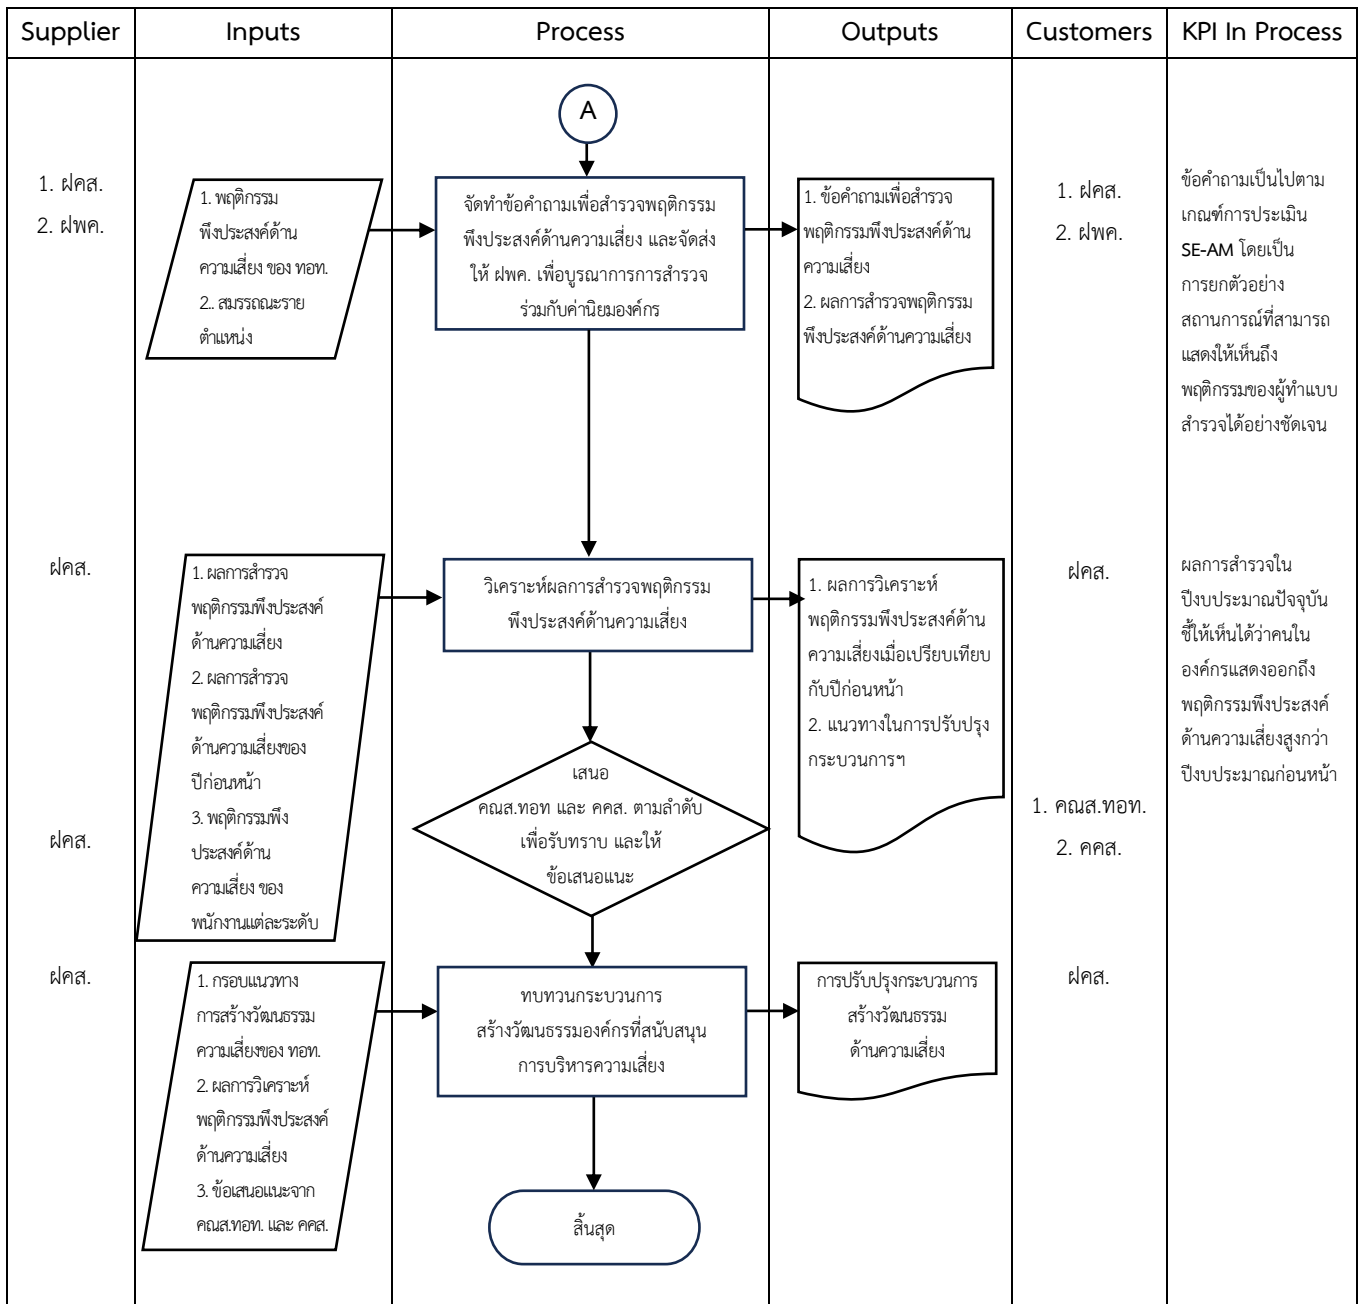 Supplier
Inputs
Process
Outputs
Customers
KPI In Process
A
1. ฝคส.
2. ฝพค.
1. พฤติกรรม
พึงประสงค์ด้าน
ความเสี่ยง ของ ทอท.
2.. สมรรถณะราย
ตำแหน่ง
จัดทำข้อคำถามเพื่อสำรวจพฤติกรรม
พึงประสงค์ด้านความเสี่ยง และจัดส่ง
ให้ ฝพค. เพื่อบูรณาการการสำรวจ
ร่วมกับค่านิยมองค์กร
1. ข้อคำถามเพื่อสำรวจ
พฤติกรรมพึงประสงค์ด้าน
ความเสี่ยง
2. ผลการสำรวจพฤติกรรม
พึงประสงค์ด้านความเสี่ยง
1. ฝคส.
2. ฝพค.
ข้อคำถามเป็นไปตาม
เกณฑ์การประเมิน
SE-AM โดยเป็น
การยกตัวอย่าง
สถานการณ์ที่สามารถ
แสดงให้เห็นถึง
พฤติกรรมของผู้ทำแบบ
สำรวจได้อย่างชัดเจน
ฝคส.
1. ผลการสำรวจ
พฤติกรรมพึงประสงค์
ด้านความเสี่ยง
2. ผลการสำรวจ
พฤติกรรมพึงประสงค์
ด้านความเสี่ยงของ
ปีก่อนหน้า
3. พฤติกรรมพึง
ประสงค์ด้าน
ความเสี่ยง ของ
พนักงานแต่ละระดับ
วิเคราะห์ผลการสำรวจพฤติกรรม
พึงประสงค์ด้านความเสี่ยง
1. ผลการวิเคราะห์
พฤติกรรมพึงประสงค์ด้าน
ความเสี่ยงเมื่อเปรียบเทียบ
กับปีก่อนหน้า
2. แนวทางในการปรับปรุง
กระบวนการฯ
ฝคส.
ผลการสำรวจใน
ปีงบประมาณปัจจุบัน
ชี้ให้เห็นได้ว่าคนใน
องค์กรแสดงออกถึง
พฤติกรรมพึงประสงค์
ด้านความเสี่ยงสูงกว่า
ปีงบประมาณก่อนหน้า
ฝคส.
เสนอ
คณส.ทอท และ คคส. ตามลำดับ
เพื่อรับทราบ และให้
ข้อเสนอแนะ
1. คณส.ทอท.
2. คคส.
ฝคส.
1. กรอบแนวทาง
การสร้างวัฒนธรรม
ความเสี่ยงของ ทอท.
2. ผลการวิเคราะห์
พฤติกรรมพึงประสงค์
ด้านความเสี่ยง
3. ข้อเสนอแนะจาก
คณส.ทอท. และ คคส.
ทบทวนกระบวนการ
สร้างวัฒนธรรมองค์กรที่สนับสนุน
การบริหารความเสี่ยง
การปรับปรุงกระบวนการ
สร้างวัฒนธรรม
ด้านความเสี่ยง
ฝคส.
สิ้นสุด